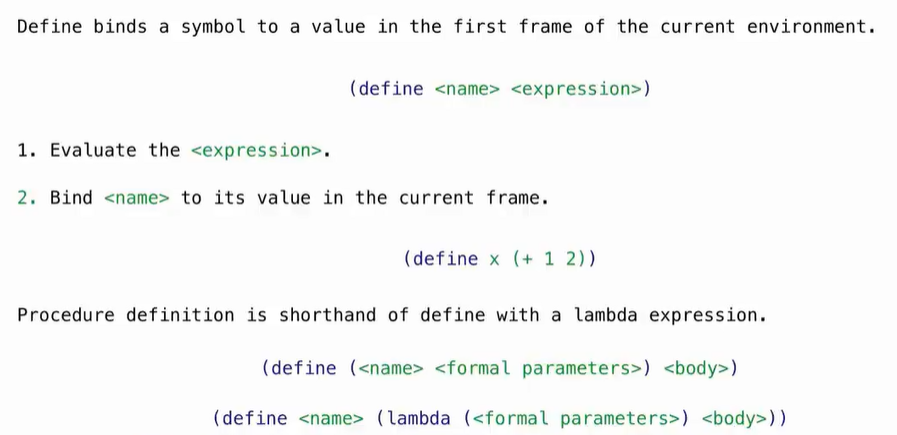 Define binds a symbol to a value in the first frame of the current environment.
(define <name> <expression>)
1. Evaluate the <expression>.
2. Bind <name> to its value in the current frame.
(define x (+ 1 2))
Procedure definition is shorthand of define with a lambda expression.
(define (<name> <formal parameters>) <body>)
(define <name> (lambda (<formal parameters>) <body>))